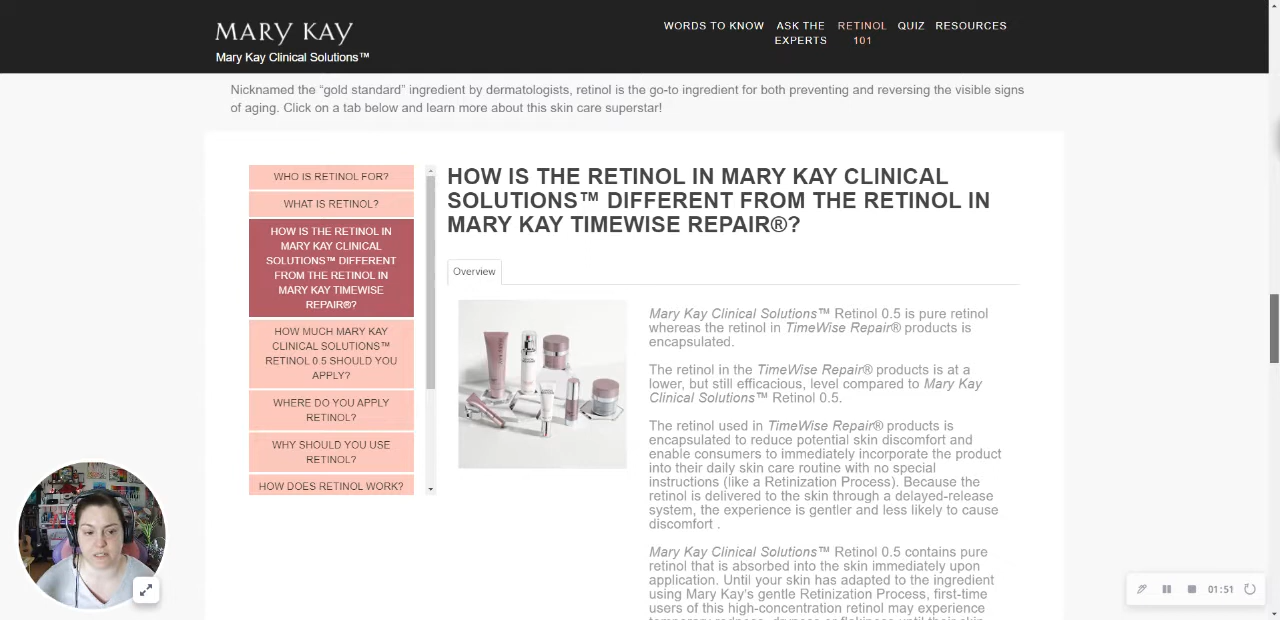 MARY KAY
Mary Kay Clinical Solutions™
WORDS TO KNOW
ASK THE
EXPERTS
RETINOL
101
QUIZ
RESOURCES
Nicknamed the “gold standard” ingredient by dermatologists, retinol is the go-to ingredient for both preventing and reversing the visible signs
of aging. Click on a tab below and learn more about this skin care superstar!
WHO IS RETINOL FOR?
WHAT IS RETINOL?
HOW IS THE RETINOL IN
MARY KAY CLINICAL
SOLUTIONS™ DIFFERENT
FROM THE RETINOL IN
MARY KAY TIMEWISE
REPAIR®?
HOW MUCH MARY KAY
CLINICAL SOLUTIONS™
RETINOL 0.5 SHOULD YOU
APPLY?
WHERE DO YOU APPLY
RETINOL?
WHY SHOULD YOU USE
RETINOL?
HOW DOES RETINOL WORK?
HOW IS THE RETINOL IN MARY KAY CLINICAL
SOLUTIONS™ DIFFERENT FROM THE RETINOL IN
MARY KAY TIMEWISE REPAIR®?
Overview
Mary Kay Clinical Solutions™ Retinol 0.5 is pure retinol
whereas the retinol in TimeWise Repair® products is
encapsulated.
The retinol in the TimeWise Repair® products is at a
lower, but still efficacious, level compared to Mary Kay
Clinical Solutions™ Retinol 0.5.
The retinol used in TimeWise Repair® products is
encapsulated to reduce potential skin discomfort and
enable consumers to immediately incorporate the product
into their daily skin care routine with no special
instructions (like a Retinization Process). Because the
retinol is delivered to the skin through a delayed-release
system, the experience is gentler and less likely to cause
discomfort .
Mary Kay Clinical Solutions™ Retinol 0.5 contains pure
retinol that is absorbed into the skin immediately upon
application. Until your skin has adapted to the ingredient
using Mary Kay's gentle Retinization Process, first-time
users of this high-concentration retinol may experience
01:51